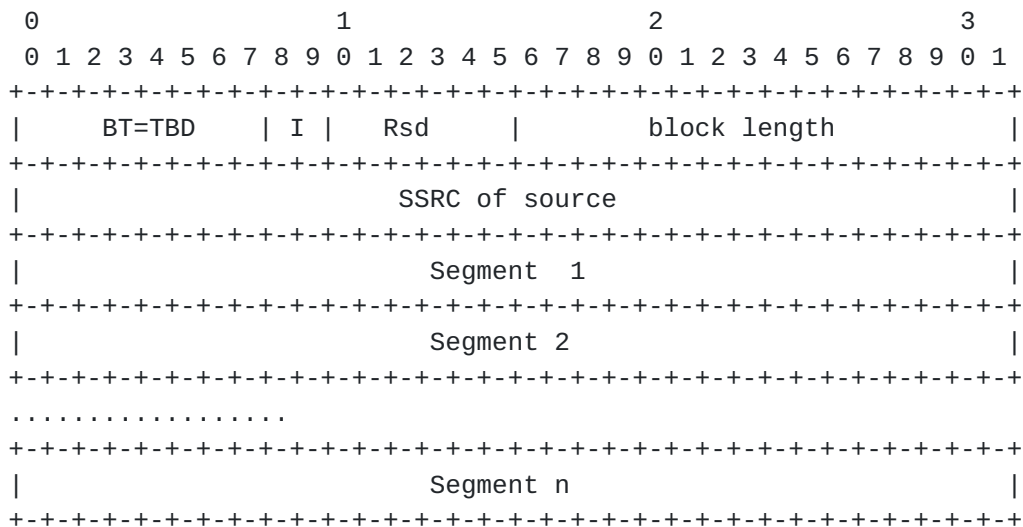 0                   1                   2                   3
 0 1 2 3 4 5 6 7 8 9 0 1 2 3 4 5 6 7 8 9 0 1 2 3 4 5 6 7 8 9 0 1
+-+-+-+-+-+-+-+-+-+-+-+-+-+-+-+-+-+-+-+-+-+-+-+-+-+-+-+-+-+-+-+-+
|     BT=TBD    | I |   Rsd     |        block length           |
+-+-+-+-+-+-+-+-+-+-+-+-+-+-+-+-+-+-+-+-+-+-+-+-+-+-+-+-+-+-+-+-+
|                        SSRC of source                         |
+-+-+-+-+-+-+-+-+-+-+-+-+-+-+-+-+-+-+-+-+-+-+-+-+-+-+-+-+-+-+-+-+
|                          Segment  1                           |
+-+-+-+-+-+-+-+-+-+-+-+-+-+-+-+-+-+-+-+-+-+-+-+-+-+-+-+-+-+-+-+-+
|                          Segment 2                            |
+-+-+-+-+-+-+-+-+-+-+-+-+-+-+-+-+-+-+-+-+-+-+-+-+-+-+-+-+-+-+-+-+
..................
+-+-+-+-+-+-+-+-+-+-+-+-+-+-+-+-+-+-+-+-+-+-+-+-+-+-+-+-+-+-+-+-+
|                          Segment n                            |
+-+-+-+-+-+-+-+-+-+-+-+-+-+-+-+-+-+-+-+-+-+-+-+-+-+-+-+-+-+-+-+-+